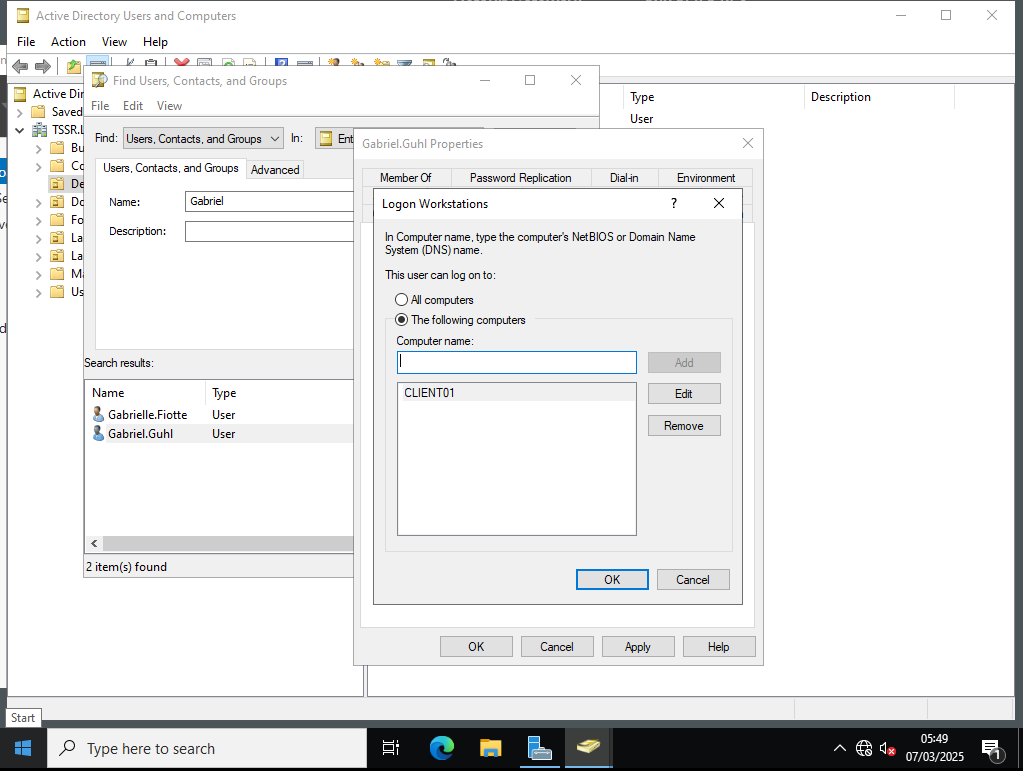 Active Directory Users and Computers
File Action View Help
Active Dir
Saved
TSSR.L
Bu
Co
De
Do
Fo
La
La
Ma
Us
Type
Description
User
Find Users, Contacts, and Groups
File Edit View
Find: Users, Contacts, and Groups In: Ent
Users, Contacts, and Groups Advanced
Name: Gabriel
Description:
Search results:
Name Type
Gabrielle.Fiotte User
Gabriel.Guhl User
2 item(s) found
Gabriel.Guhl Properties
Member Of Password Replication Dial-in Environment
Logon Workstations ?
In Computer name, type the computer's NetBIOS or Domain Name
System (DNS) name.
This user can log on to:
All computers
The following computers
Computer name:
Add
CLIENT01
Edit
Remove
OK Cancel
OK Cancel Apply Help
Start
Type here to search
05:49
07/03/2025
1